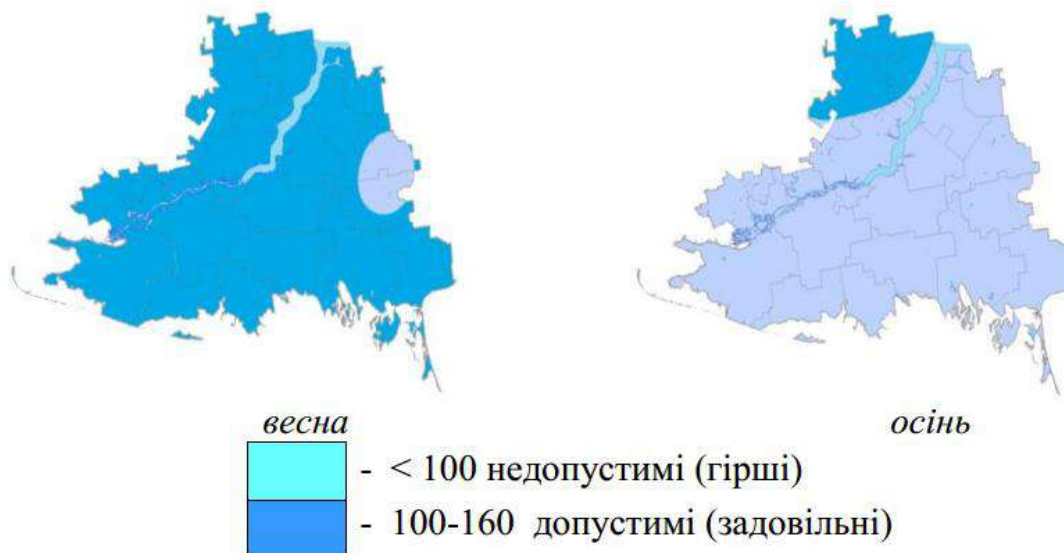 весна осінь
- < 100 недопустимі (гірші)
- 100-160 допустимі (задовільні)